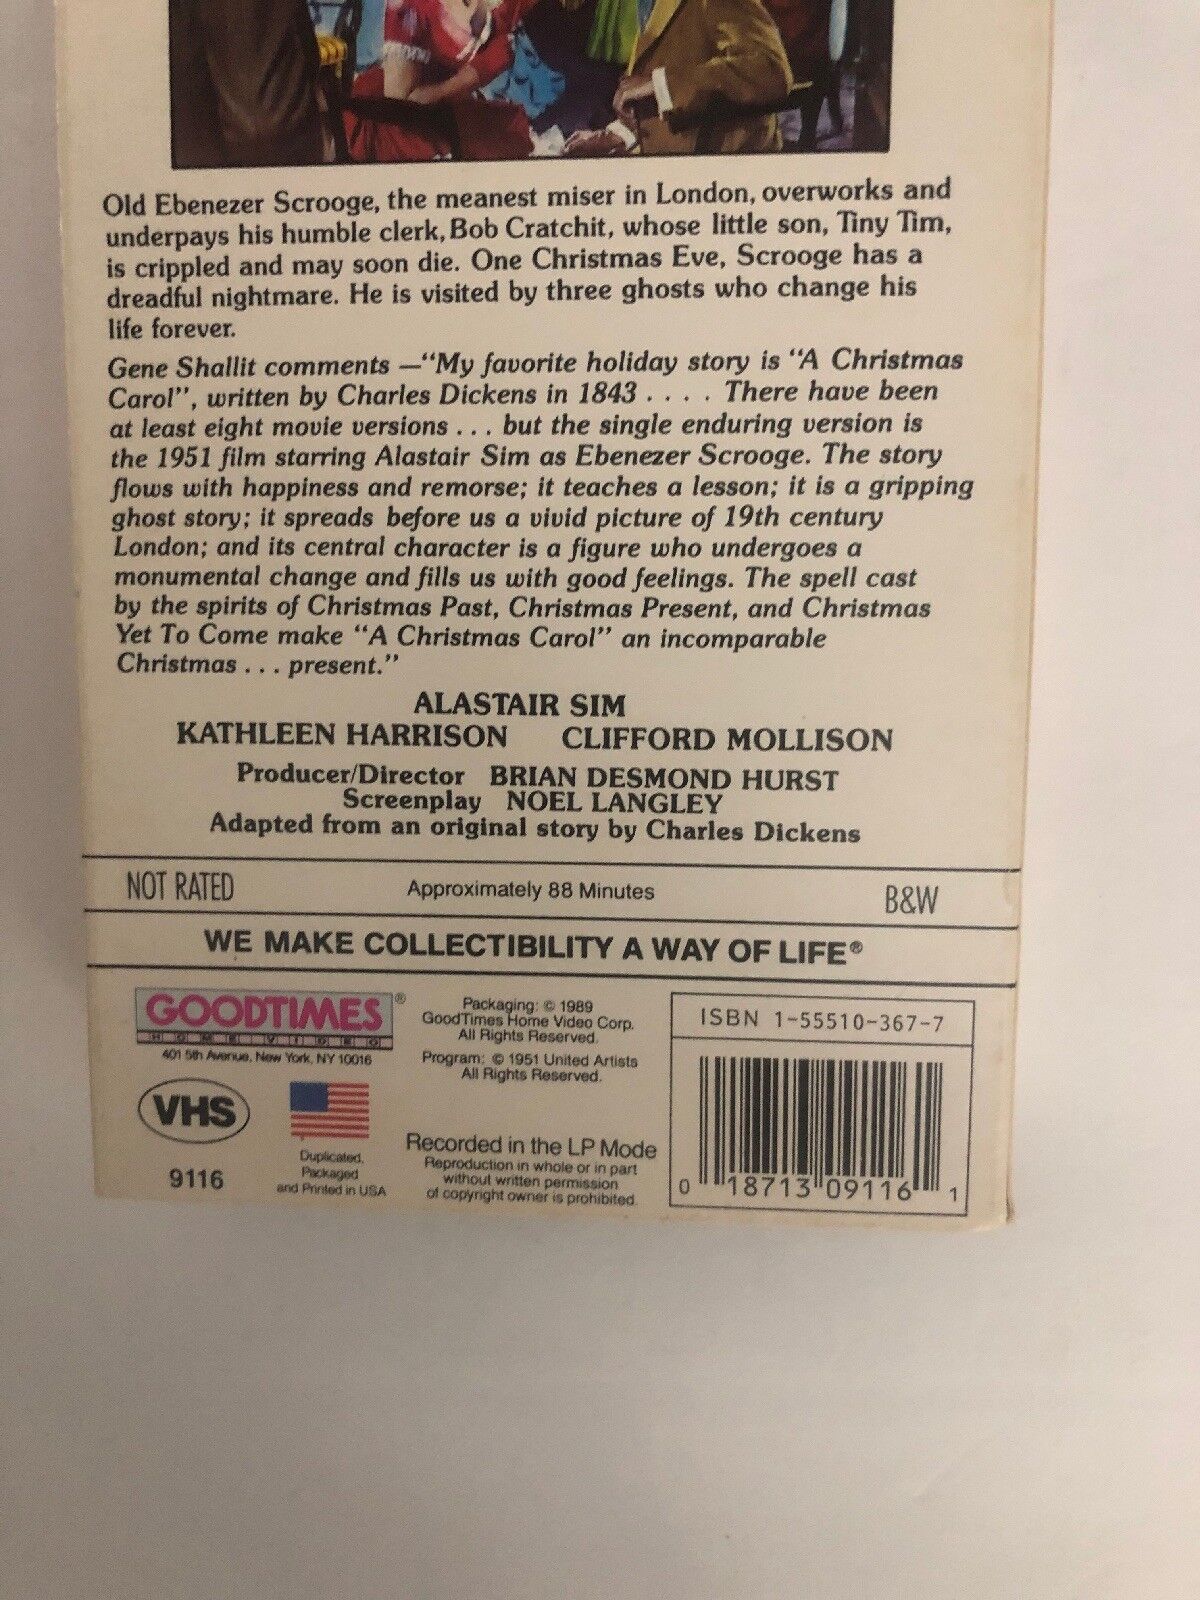 Old Ebenezer Scrooge, the meanest miser in London, overworks and
underpays his humble clerk, Bob Cratchit, whose little son, Tiny Tim,
is crippled and may soon die. One Christmas Eve, Scrooge has a
dreadful nightmare. He is visited by three ghosts who change his
life forever.
Gene Shallit comments —“My favorite holiday story is “A Christmas
Carol”, written by Charles Dickens in 1843 . . . . There have been
at least eight movie versions . . . but the single enduring version is
the 1951 film starring Alastair Sim as Ebenezer Scrooge. The story
flows with happiness and remorse; it teaches a lesson; it is a gripping
ghost story; it spreads before us a vivid picture of 19th century
London; and its central character is a figure who undergoes a
monumental change and fills us with good feelings. The spell cast
by the spirits of Christmas Past, Christmas Present, and Christmas
Yet To Come make “A Christmas Carol” an incomparable
Christmas . . . present.”
ALASTAIR SIM
KATHLEEN HARRISON CLIFFORD MOLLISON
Producer/Director BRIAN DESMOND HURST
Screenplay NOEL LANGLEY
Adapted from an original story by Charles Dickens
NOT RATED Approximately 88 Minutes B&W
WE MAKE COLLECTIBILITY A WAY OF LIFE®
GOODTIMES®
HOME VIDEO
401 5th Avenue, New York, NY 10016
VHS
9116
Duplicated,
Packaged
and Printed in USA
Packaging: © 1989
GoodTimes Home Video Corp.
All Rights Reserved.
Program: © 1951 United Artists
All Rights Reserved.
Recorded in the LP Mode
Reproduction in whole or in part
without written permission
of copyright owner is prohibited.
ISBN 1-55510-367-7
0 18713 09116 1